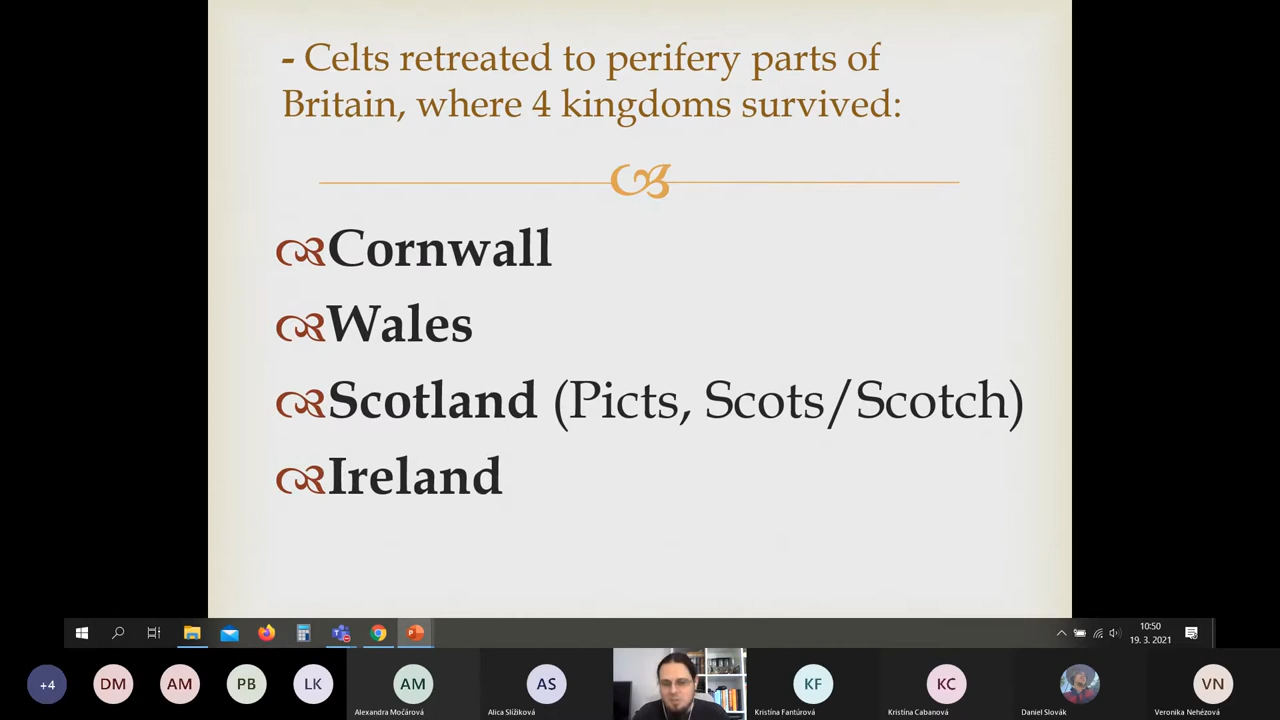 - Celts retreated to perifery parts of
Britain, where 4 kingdoms survived:
Cornwall
Wales
Scotland (Picts, Scots/Scotch)
Ireland
10:50
19. 3. 2021
+4
DM
AM
PB
LK
AM
Alexandra Močárová
AS
Alica Slížiková
KF
Kristína Fantúrová
KC
Kristína Cabanová
Daniel Slovák
VN
Veronika Nehézová